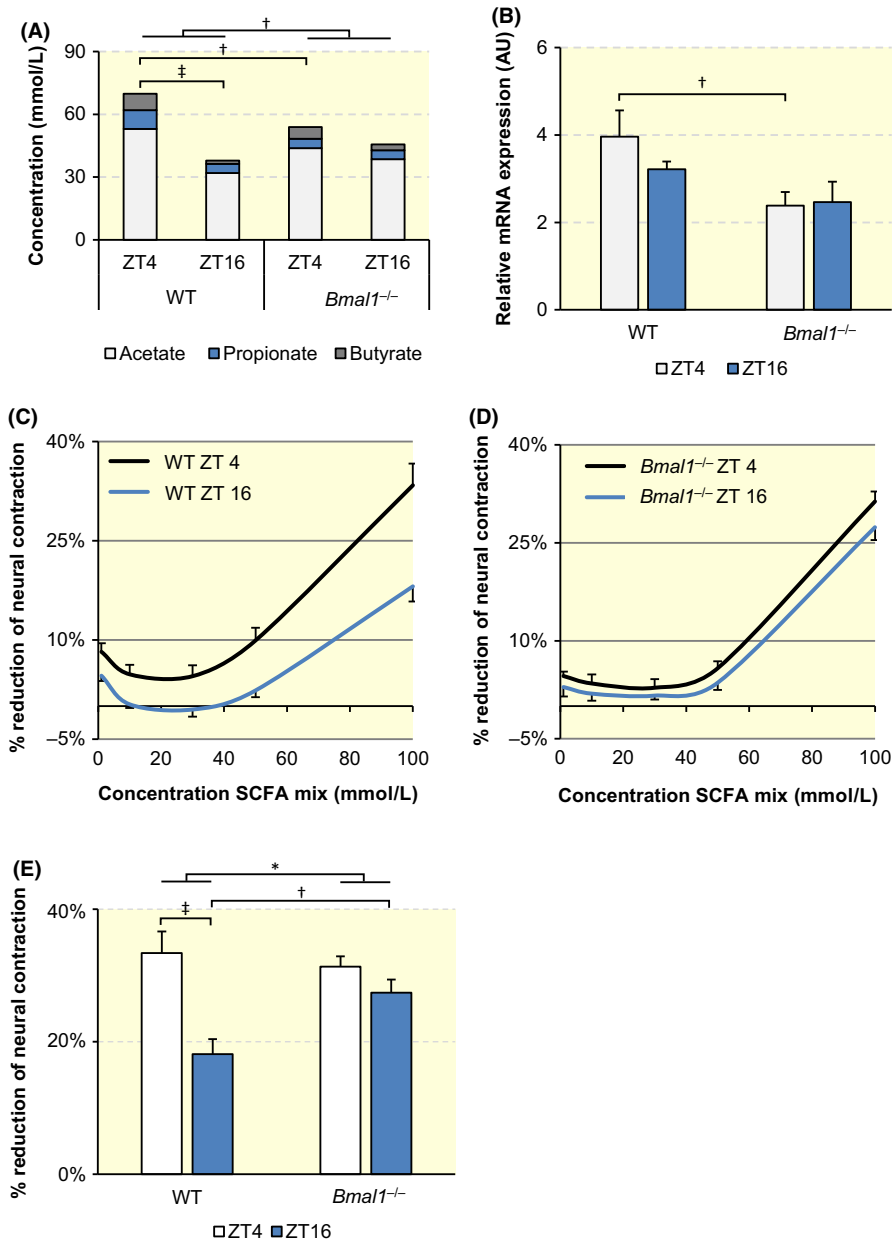 (A)
†
†
‡
Concentration (mmol/L)
90
60
30
0
ZT4 ZT16 ZT4 ZT16
WT Bmal1–/–
Acetate Propionate Butyrate
(B)
†
Relative mRNA expression (AU)
6
4
2
0
WT Bmal1–/–
ZT4 ZT16
(C)
% reduction of neural contraction
40%
25%
10%
–5%
WT ZT 4
WT ZT 16
0 20 40 60 80 100
Concentration SCFA mix (mmol/L)
(D)
% reduction of neural contraction
40%
25%
10%
–5%
Bmal1–/– ZT 4
Bmal1–/– ZT 16
0 20 40 60 80 100
Concentration SCFA mix (mmol/L)
(E)
*
†
‡
% reduction of neural contraction
40%
20%
0%
WT Bmal1–/–
ZT4 ZT16